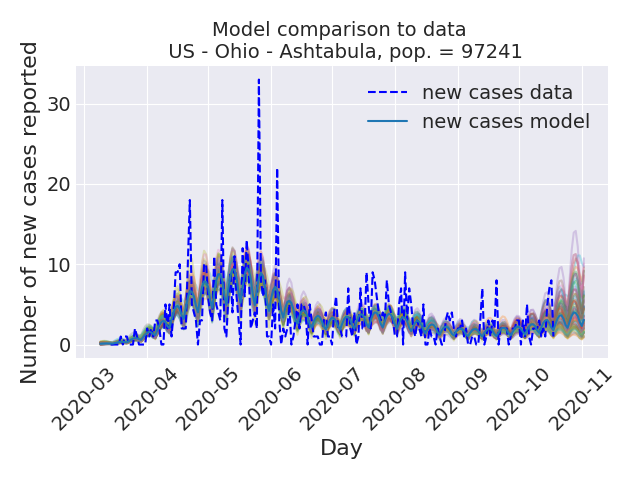 Model comparison to data
US - Ohio - Ashtabula, pop. = 97241
Number of new cases reported
30
20
10
0
new cases data
new cases model
2020-03
2020-04
2020-05
2020-06
2020-07
2020-08
2020-09
2020-10
2020-11
Day